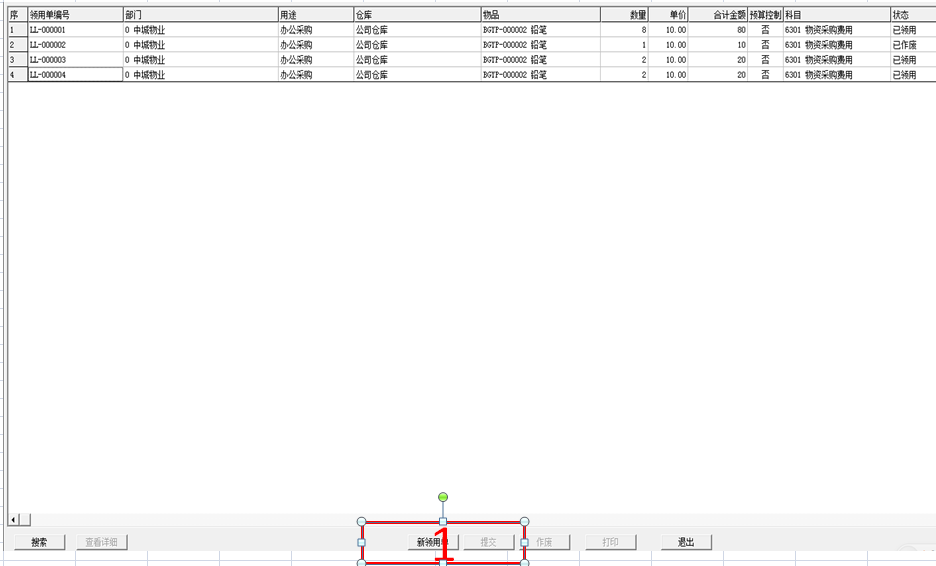 序 领用单编号 部门 用途 仓库 物品 数量 单价 合计金额 预算控制 科目 状态
1 LL-000001 0 中城物业 办公采购 公司仓库 BGYP-000002 铅笔 8 10.00 80 否 6301 物资采购费用 已领用
2 LL-000002 0 中城物业 办公采购 公司仓库 BGYP-000002 铅笔 1 10.00 10 否 6301 物资采购费用 已作废
3 LL-000003 0 中城物业 办公采购 公司仓库 BGYP-000002 铅笔 2 10.00 20 否 6301 物资采购费用 已领用
4 LL-000004 0 中城物业 办公采购 公司仓库 BGYP-000002 铅笔 2 10.00 20 否 6301 物资采购费用 已领用
搜索 查看详细 新领用 1 提交 作废 打印 退出